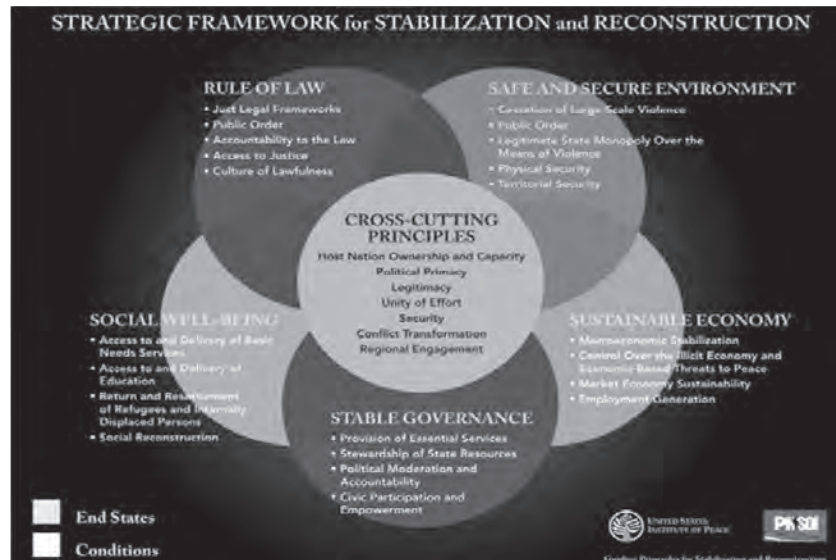 STRATEGIC FRAMEWORK for STABILIZATION and RECONSTRUCTION
RULE OF LAW
• Just Legal Frameworks
• Public Order
• Accountability to the Law
• Access to Justice
• Culture of Lawfulness
SAFE AND SECURE ENVIRONMENT
• Cessation of Large-Scale Violence
• Public Order
• Legitimate State Monopoly Over the
Means of Violence
• Physical Security
• Territorial Security
CROSS-CUTTING
PRINCIPLES
Host Nation Ownership and Capacity
Political Primacy
Legitimacy
Unity of Effort
Security
Conflict Transformation
Regional Engagement
SOCIAL WELL-BEING
• Access to and Delivery of Basic
Needs Services
• Access to and Delivery of
Education
• Return and Resettlement
of Refugees and Internally
Displaced Persons
• Social Reconstruction
SUSTAINABLE ECONOMY
• Macroeconomic Stabilization
• Control Over the Illicit Economy and
Economic-Based Threats to Peace
• Market Economy Sustainability
• Employment Generation
STABLE GOVERNANCE
• Provision of Essential Services
• Stewardship of State Resources
• Political Moderation and
Accountability
• Civic Participation and
Empowerment
End States
Conditions
UNITED STATES
INSTITUTE OF PEACE
PKSOI
Guiding Principles for Stabilization and Reconstruction